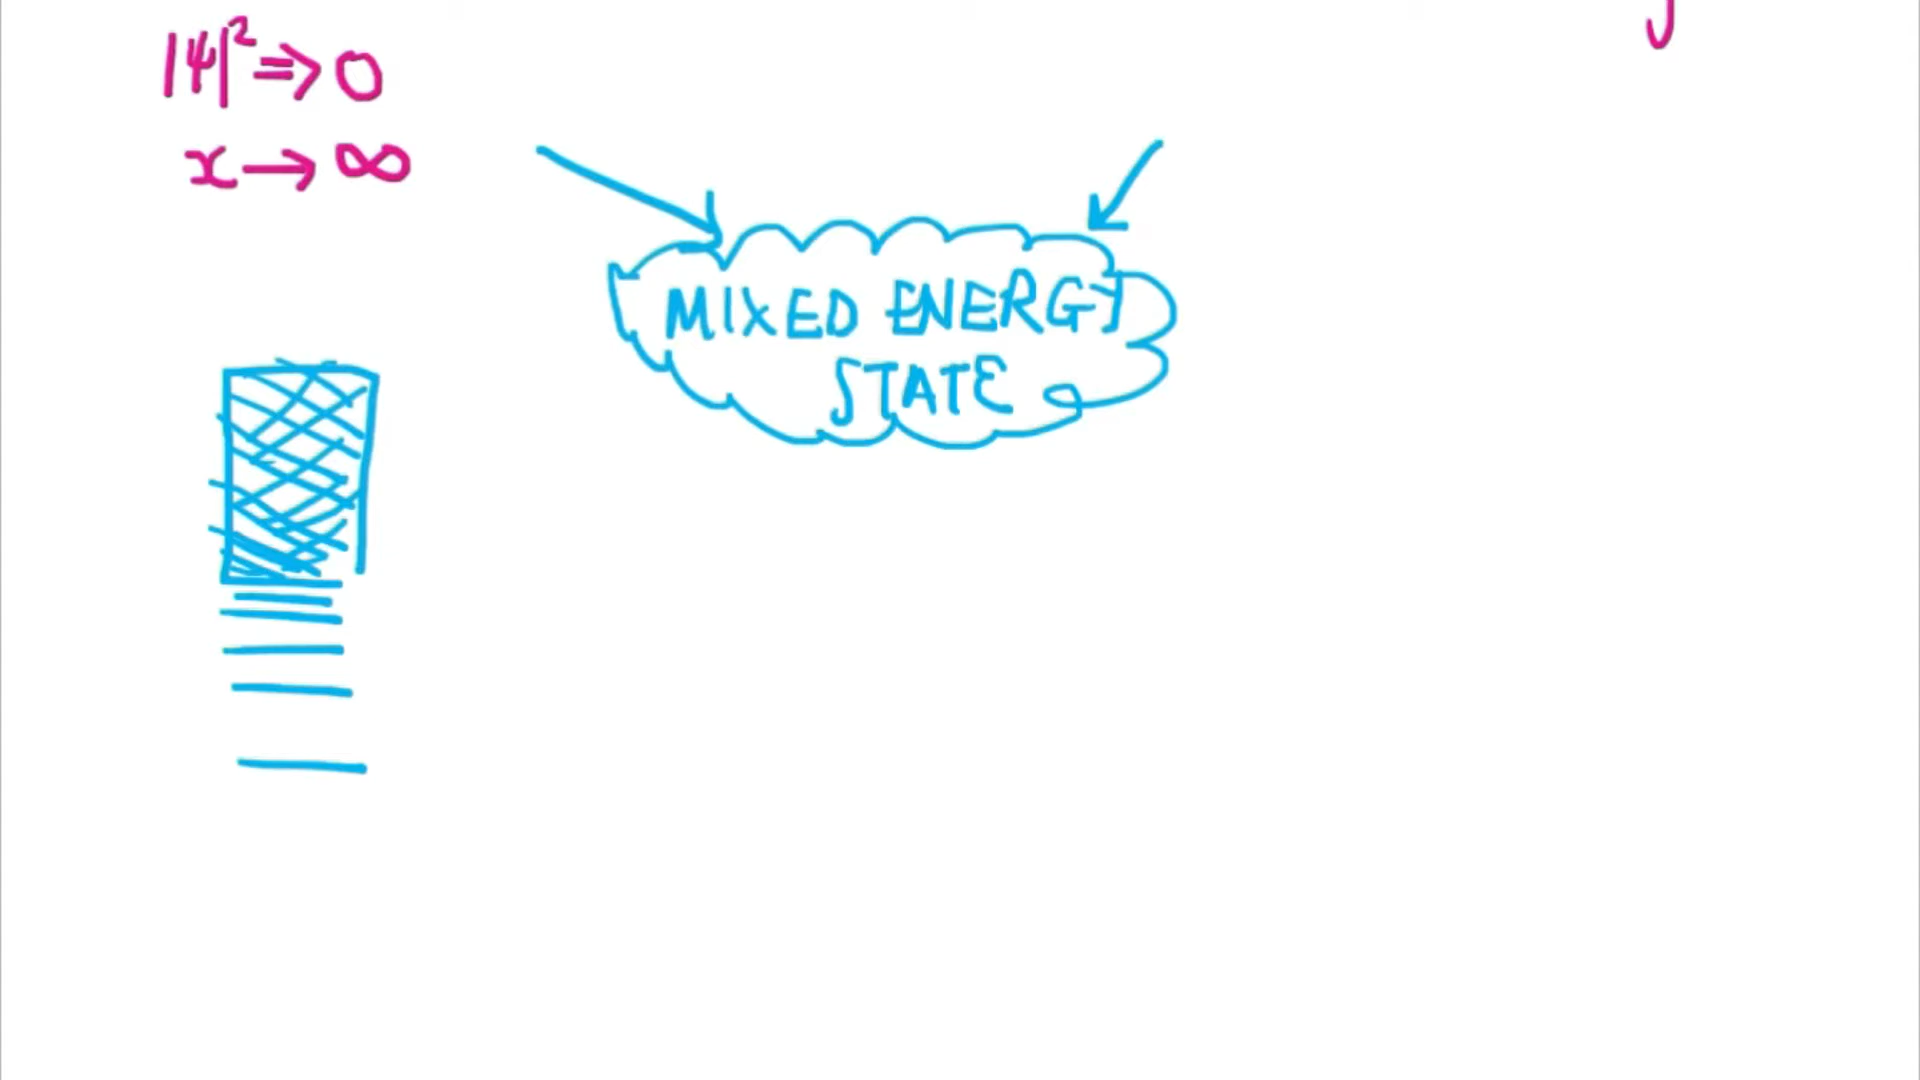 |ψ|² => 0
x → ∞
MIXED ENERGY
STATE